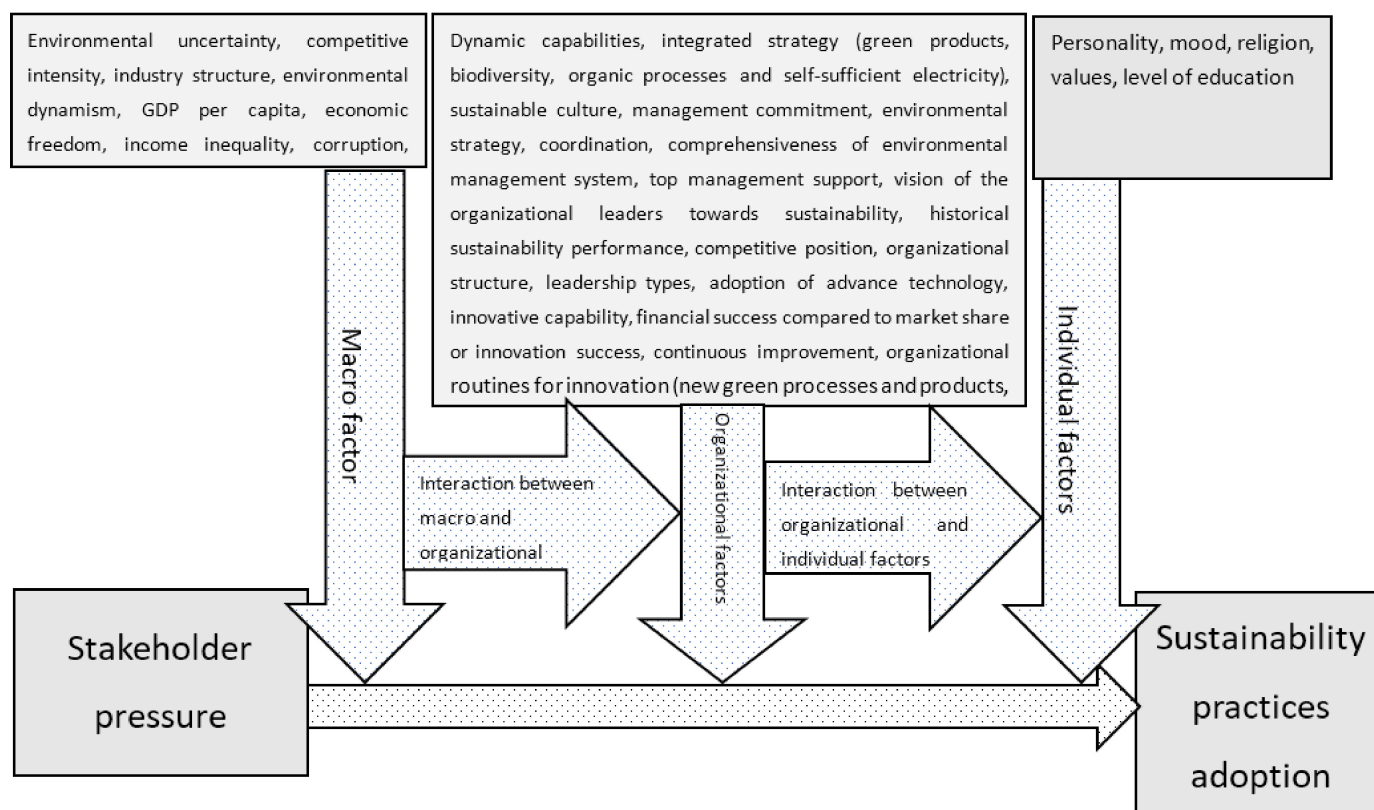 Environmental uncertainty, competitive
intensity, industry structure, environmental
dynamism, GDP per capita, economic
freedom, income inequality, corruption,
Dynamic capabilities, integrated strategy (green products,
biodiversity, organic processes and self-sufficient electricity),
sustainable culture, management commitment, environmental
strategy, coordination, comprehensiveness of environmental
management system, top management support, vision of the
organizational leaders towards sustainability, historical
sustainability performance, competitive position, organizational
structure, leadership types, adoption of advance technology,
innovative capability, financial success compared to market share
or innovation success, continuous improvement, organizational
routines for innovation (new green processes and products,
Personality, mood, religion,
values, level of education
Macro factor
Interaction between
macro and
organizational
Organizational factors
Interaction between
organizational and
individual factors
Individual factors
Stakeholder
pressure
Sustainability
practices
adoption